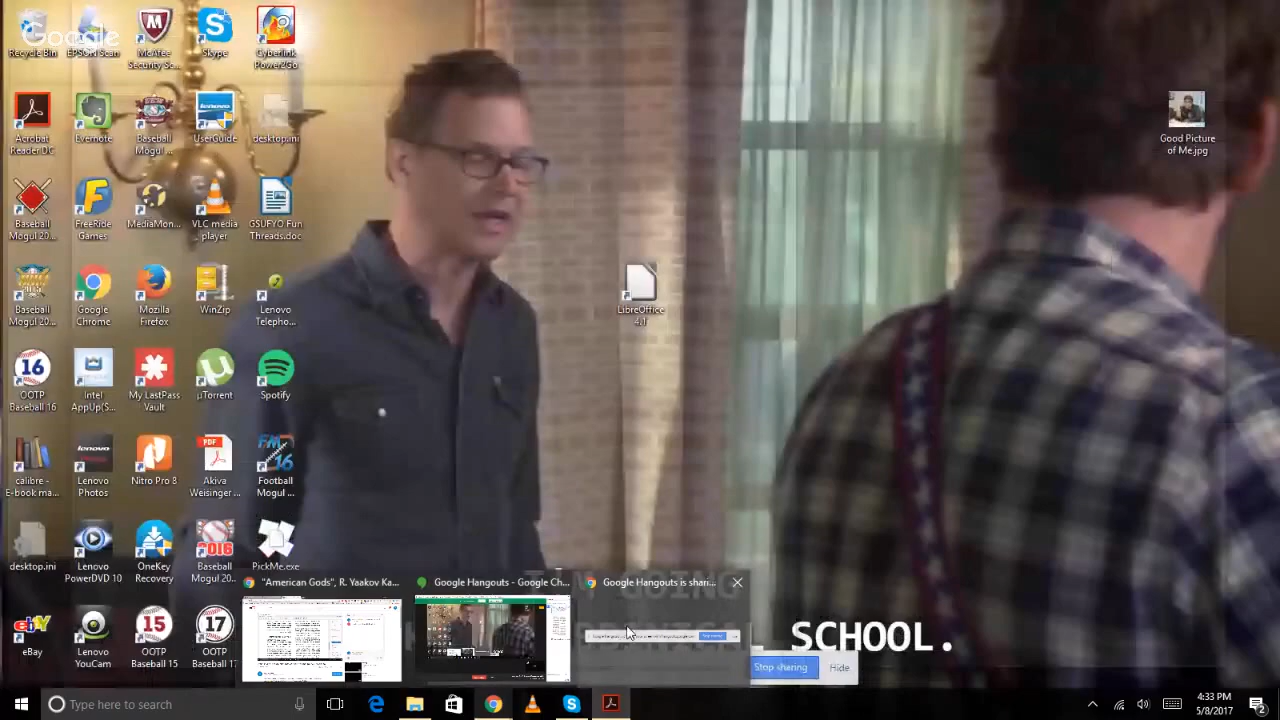 Google
Recycle Bin
EPSON Scan
McAfee
Security Sc...
Skype
Cyberlink
Power2Go
Acrobat
Reader DC
Evernote
Baseball
Mogul ...
UserGuide
desktop.ini
Good Picture
of Me.jpg
Baseball
Mogul 20...
FreeRide
Games
MediaMon...
VLC media
player
GSUFYO Fun
Threads.doc
Baseball
Mogul 20...
Google
Chrome
Mozilla
Firefox
WinZip
Lenovo
Telepho...
LibreOffice
4.1
OOTP
Baseball 16
Intel
AppUp(S...
My LastPass
Vault
µTorrent
Spotify
calibre -
E-book ma...
Lenovo
Photos
Nitro Pro 8
Akiva
Weisinger ...
Football
Mogul ...
desktop.ini
Lenovo
PowerDVD 10
OneKey
Recovery
Baseball
Mogul 20...
PickMe.exe
eBay
Lenovo
YouCam
OOTP
Baseball 15
OOTP
Baseball 17
"American Gods", R. Yaakov Ka...
Google Hangouts - Google Ch...
Google Hangouts is shari...
GOING
SCHOOL.
Stop sharing
Hide
Type here to search
4:33 PM
5/8/2017